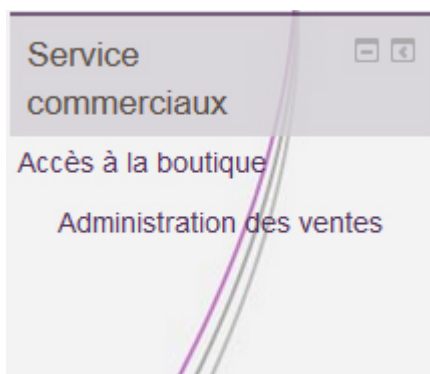 Service
commerciaux
Accès à la boutique
Administration des ventes